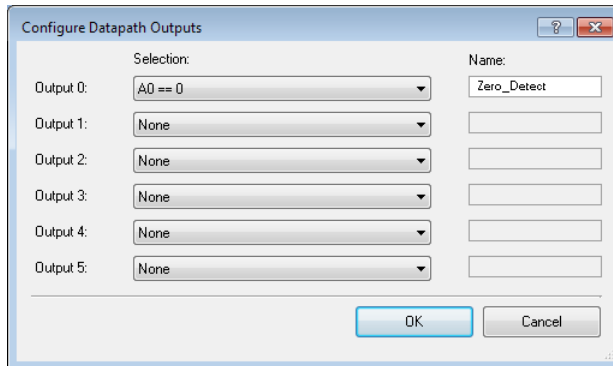 Configure Datapath Outputs
Selection: Name:
Output 0: A0 == 0 Zero_Detect
Output 1: None
Output 2: None
Output 3: None
Output 4: None
Output 5: None
OK Cancel